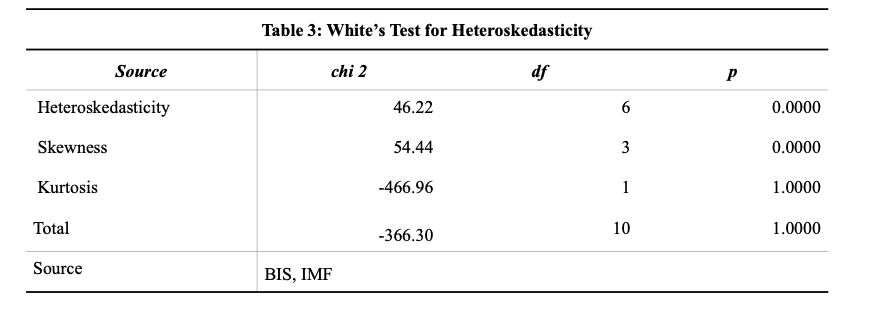 Table 3: White’s Test for Heteroskedasticity
Source chi 2 df p
Heteroskedasticity 46.22 6 0.0000
Skewness 54.44 3 0.0000
Kurtosis -466.96 1 1.0000
Total -366.30 10 1.0000
Source BIS, IMF